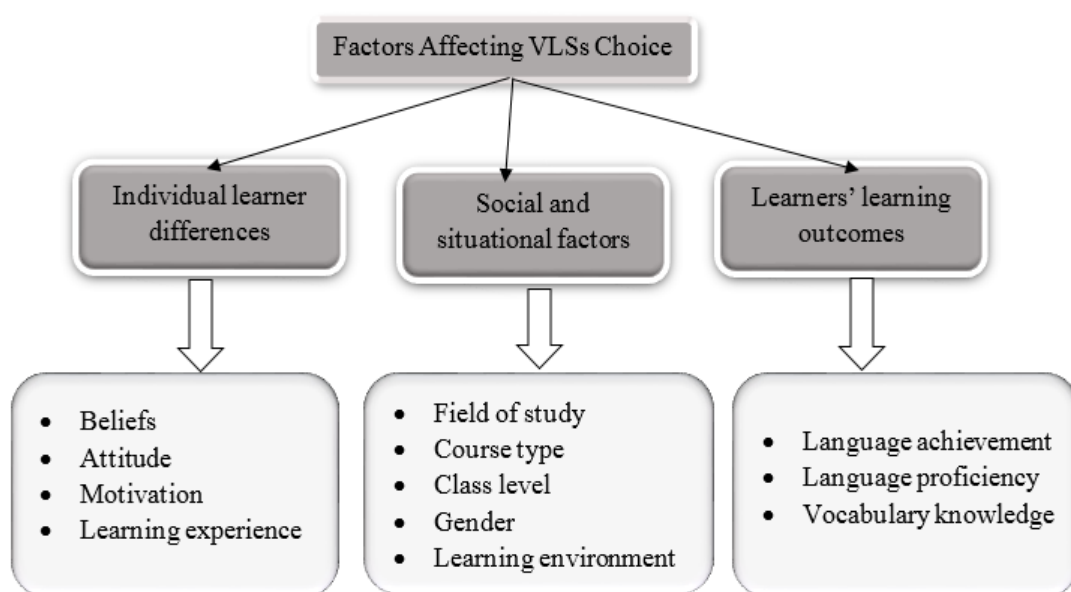 Factors Affecting VLSs Choice
Individual learner
differences
Social and
situational factors
Learners’ learning
outcomes
• Beliefs
• Attitude
• Motivation
• Learning experience
• Field of study
• Course type
• Class level
• Gender
• Learning environment
• Language achievement
• Language proficiency
• Vocabulary knowledge